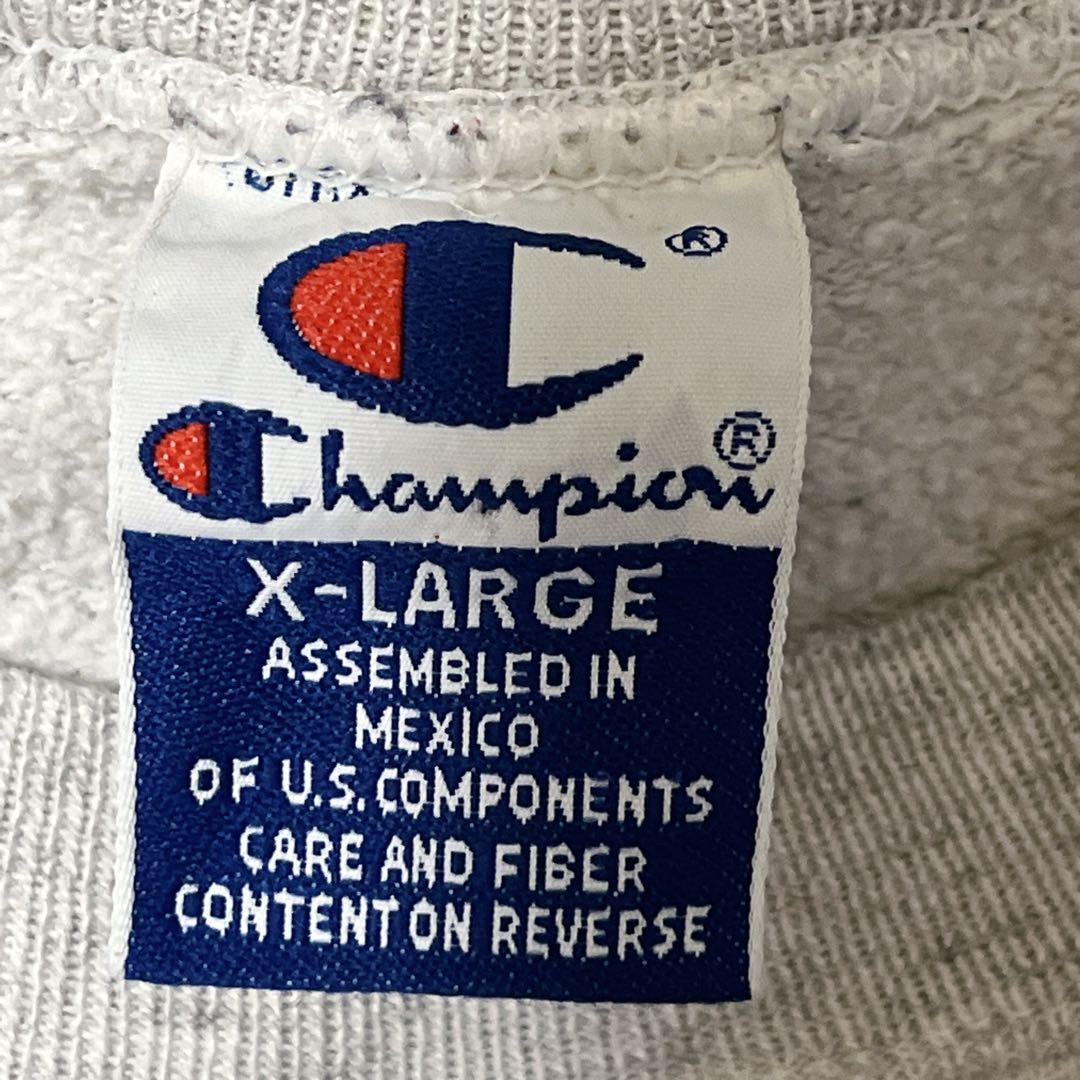 ®
Champion®
X-LARGE
ASSEMBLED IN
MEXICO
OF U.S. COMPONENTS
CARE AND FIBER
CONTENT ON REVERSE